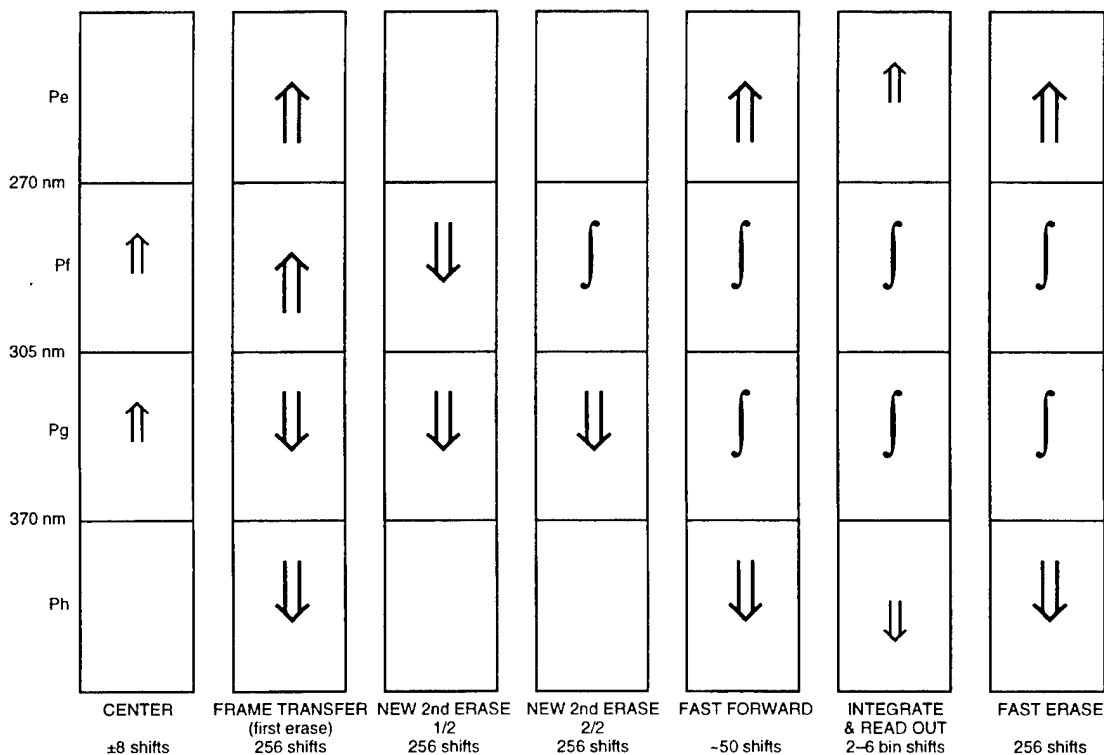 Pe
270 nm
Pf
305 nm
Pg
370 nm
Ph
CENTER
±8 shifts
FRAME TRANSFER
(first erase)
256 shifts
NEW 2nd ERASE
1/2
256 shifts
NEW 2nd ERASE
2/2
256 shifts
FAST FORWARD
~50 shifts
INTEGRATE
& READ OUT
2–6 bin shifts
FAST ERASE
256 shifts